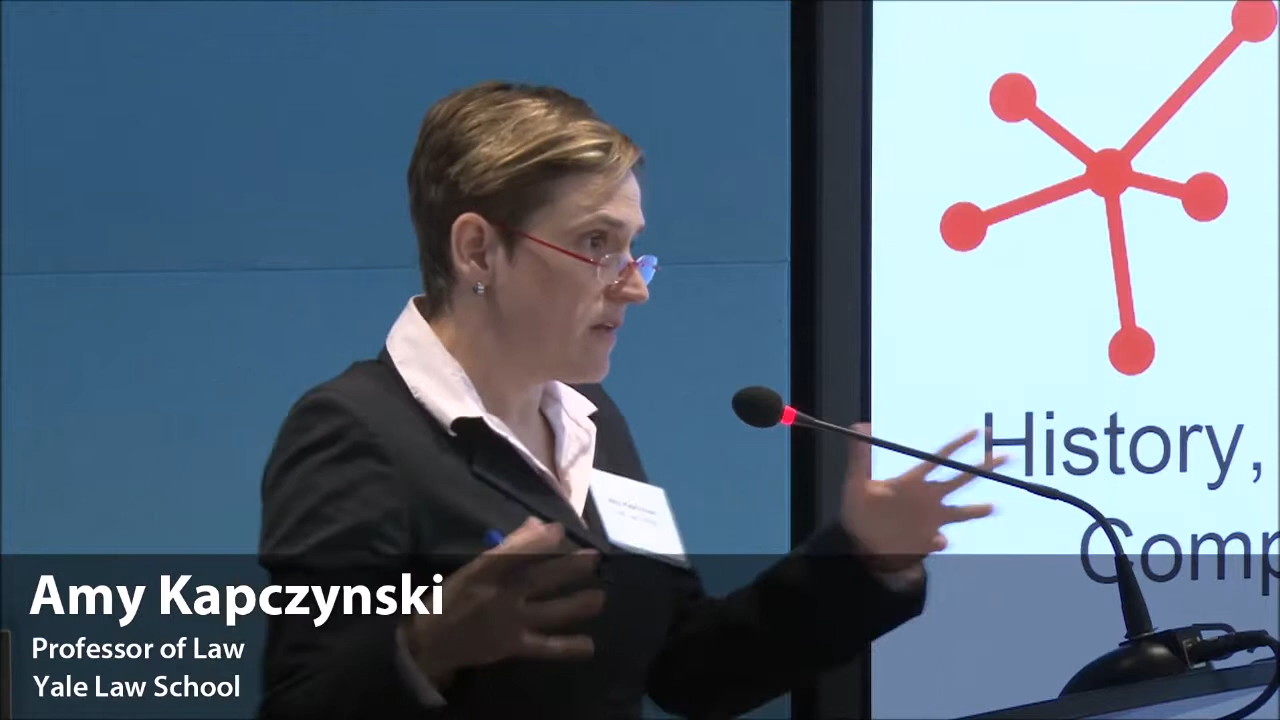 History,
Comp
Amy Kapczynski
Professor of Law
Yale Law School